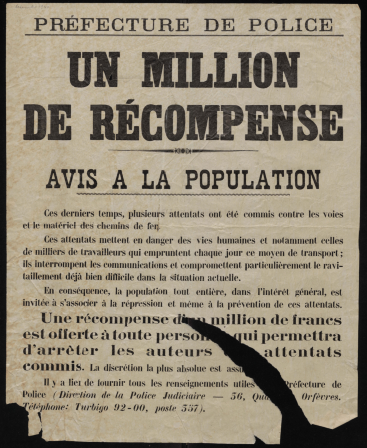 PRÉFECTURE DE POLICE
UN MILLION
DE RÉCOMPENSE
AVIS A LA POPULATION
Ces derniers temps, plusieurs attentats ont été commis contre les voies
et le matériel des chemins de fer.
Ces attentats mettent en danger des vies humaines et notamment celles
de milliers de travailleurs qui empruntent chaque jour ce moyen de transport ;
ils interrompent les communications et compromettent particulièrement le ravi-
taillement déjà bien difficile dans la situation actuelle.
En conséquence, la population tout entière, dans l'intérêt général, est
invitée à s'associer à la répression et même à la prévention de ces attentats.
Une récompense d'un million de francs
est offerte à toute person qui permettra
d'arrêter les auteurs attentats
commis. La discrétion la plus absolue est assu
Il y a lieu de fournir tous les renseignements utiles Préfecture de
Police (Direction de la Police Judiciaire — 36, Qua Orfèvres.
Téléphone: Turbigo 92-00, poste 357).